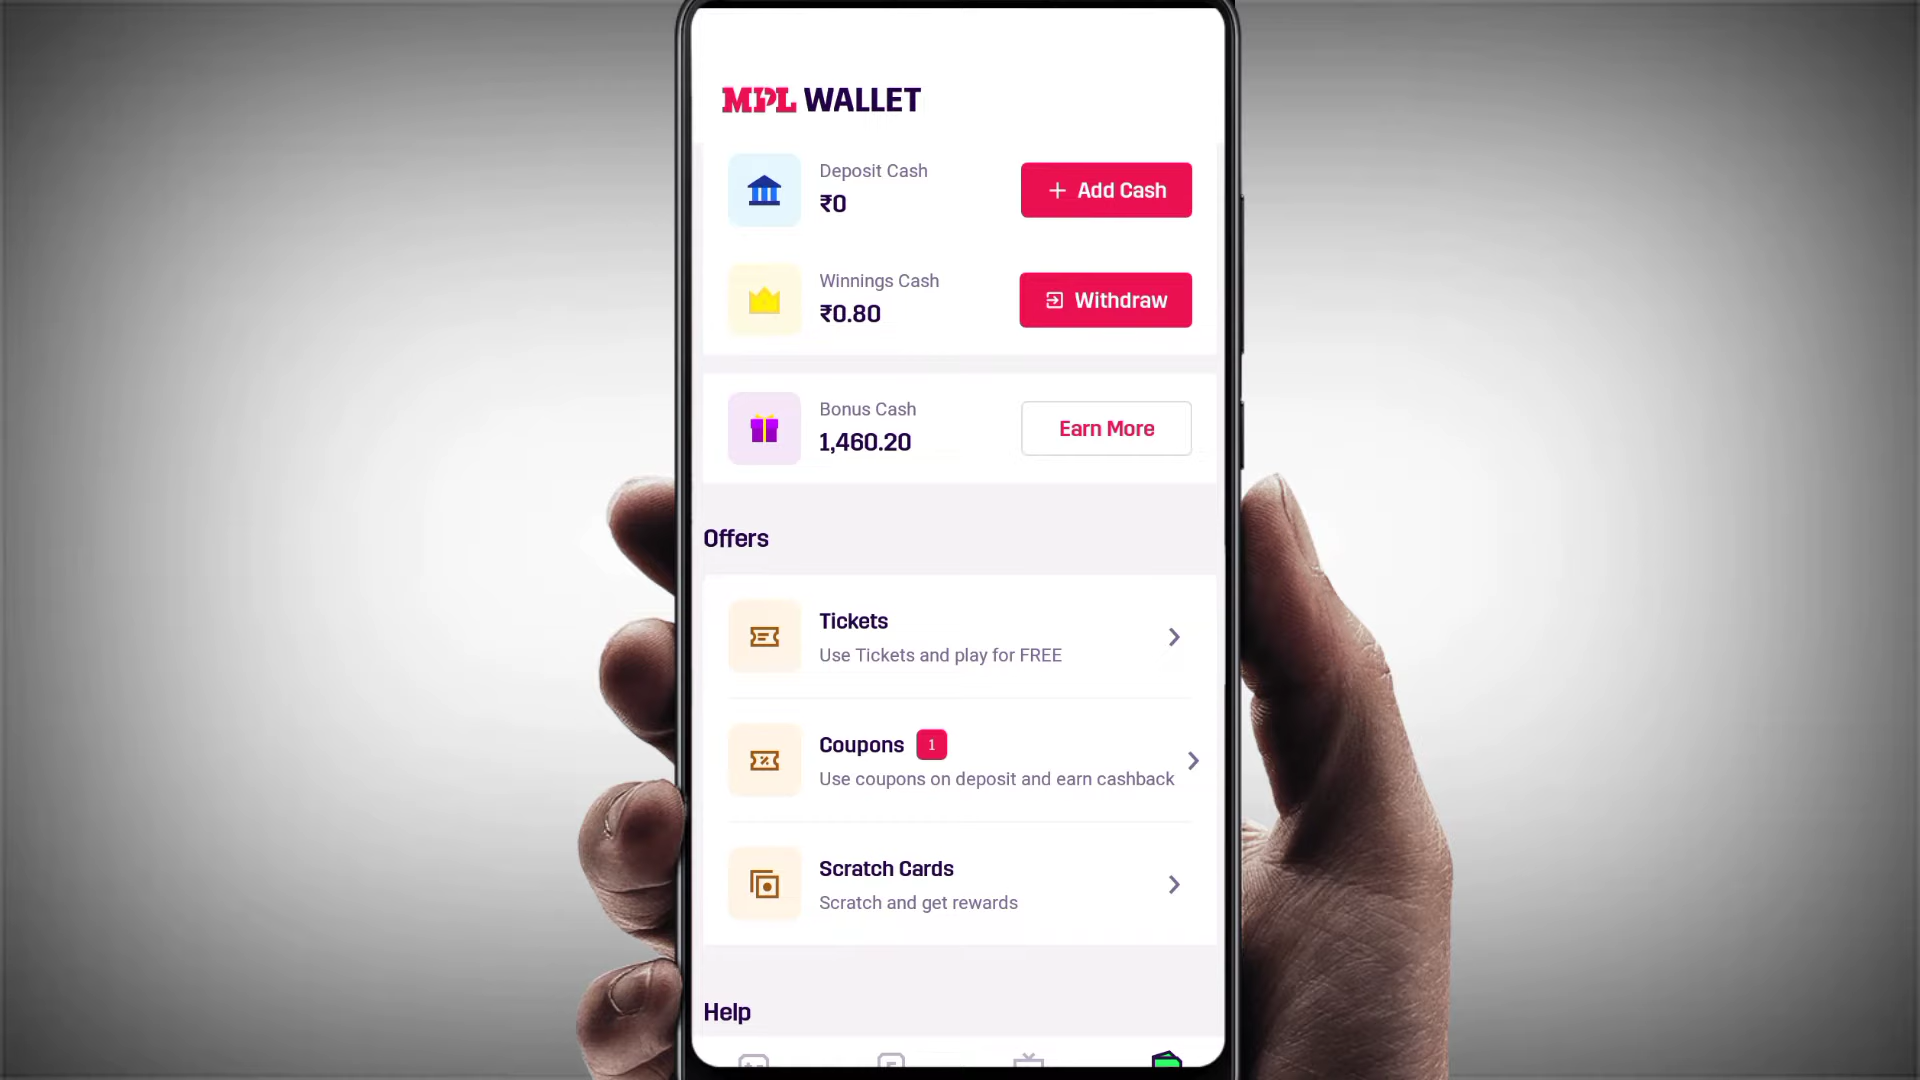 MPL WALLET
Deposit Cash
₹0
+ Add Cash
Winnings Cash
₹0.80
Withdraw
Bonus Cash
1,460.20
Earn More
Offers
Tickets
Use Tickets and play for FREE
Coupons 1
Use coupons on deposit and earn cashback
Scratch Cards
Scratch and get rewards
Help